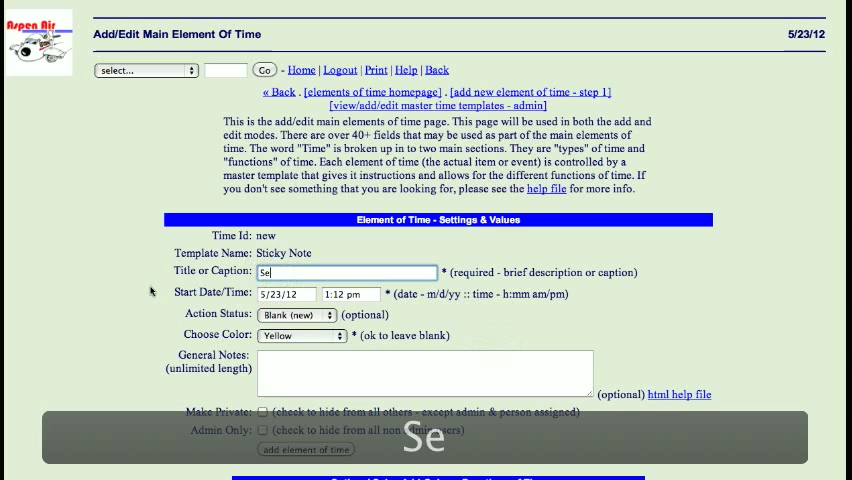 Aspen Air
Add/Edit Main Element Of Time
5/23/12
select...
Go - Home | Logout | Print | Help | Back
« Back . [elements of time homepage] . [add new element of time - step 1]
[view/add/edit master time templates - admin]
This is the add/edit main elements of time page. This page will be used in both the add and
edit modes. There are over 40+ fields that may be used as part of the main elements of
time. The word "Time" is broken up in to two main sections. They are "types" of time and
"functions" of time. Each element of time (the actual item or event) is controlled by a
master template that gives it instructions and allows for the different functions of time. If
you don't see something that you are looking for, please see the help file for more info.
Element of Time - Settings & Values
Time Id: new
Template Name: Sticky Note
Title or Caption: Se * (required - brief description or caption)
Start Date/Time: 5/23/12 1:12 pm * (date - m/d/yy :: time - h:mm am/pm)
Action Status: Blank (new) (optional)
Choose Color: Yellow * (ok to leave blank)
General Notes:
(unlimited length)
(optional) html help file
Make Private: (check to hide from all others - except admin & person assigned)
Admin Only: (check to hide from all non admin users)
add element of time
Se